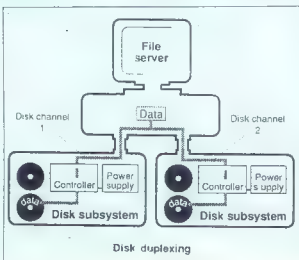 File
server
Data
Disk channel
1
Disk channel
2
Controller
Power
supply
data
Disk subsystem
Controller
Power
supply
data
Disk subsystem
Disk duplexing